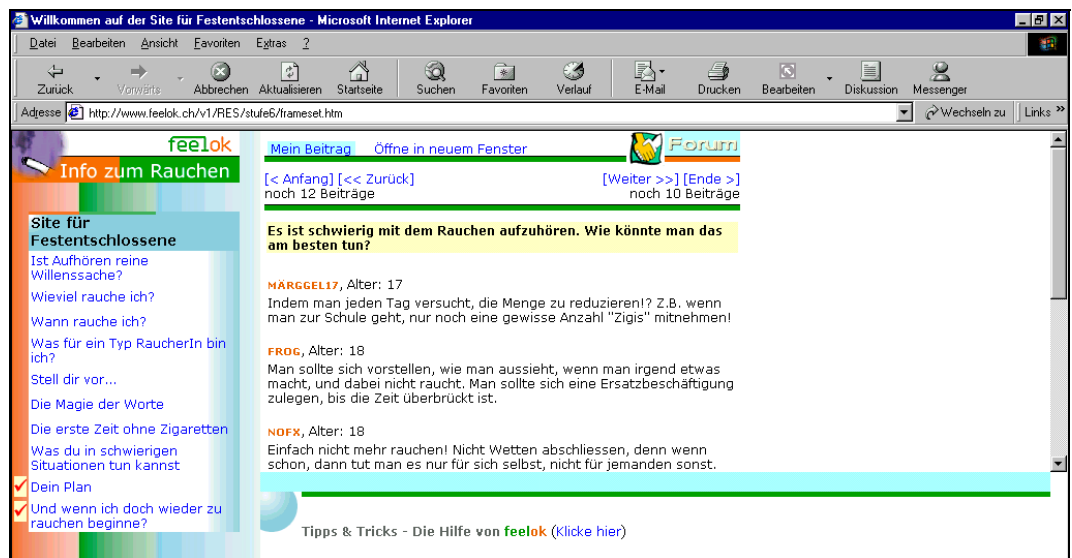 Willkommen auf der Site für Festentschlossene - Microsoft Internet Explorer
Datei Bearbeiten Ansicht Favoriten Extras ?
Zurück Vorwärts Abbrechen Aktualisieren Startseite Suchen Favoriten Verlauf E-Mail Drucken Bearbeiten Diskussion Messenger
Adresse http://www.feelok.ch/v1/RES/stufe6/frameset.htm Wechseln zu Links »
feelok
Info zum Rauchen
Site für
Festentschlossene
Ist Aufhören reine
Willenssache?
Wieviel rauche ich?
Wann rauche ich?
Was für ein Typ RaucherIn bin
ich?
Stell dir vor...
Die Magie der Worte
Die erste Zeit ohne Zigaretten
Was du in schwierigen
Situationen tun kannst
Dein Plan
Und wenn ich doch wieder zu
rauchen beginne?
Mein Beitrag Öffne in neuem Fenster Forum
[< Anfang] [<< Zurück] [Weiter >>] [Ende >]
noch 12 Beiträge noch 10 Beiträge
Es ist schwierig mit dem Rauchen aufzuhören. Wie könnte man das
am besten tun?
MÄRGGEL17, Alter: 17
Indem man jeden Tag versucht, die Menge zu reduzieren!? Z.B. wenn
man zur Schule geht, nur noch eine gewisse Anzahl "Zigis" mitnehmen!
FROG, Alter: 18
Man sollte sich vorstellen, wie man aussieht, wenn man irgend etwas
macht, und dabei nicht raucht. Man sollte sich eine Ersatzbeschäftigung
zulegen, bis die Zeit überbrückt ist.
NOFX, Alter: 18
Einfach nicht mehr rauchen! Nicht Wetten abschliessen, denn wenn
schon, dann tut man es nur für sich selbst, nicht für jemanden sonst.
Tipps & Tricks - Die Hilfe von feelok (Klicke hier)